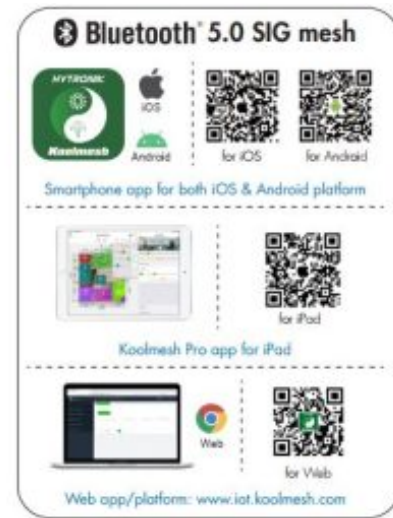 Bluetooth® 5.0 SIG mesh
HYTRONIK
Koolmesh
iOS
Android
for iOS
for Android
Smartphone app for both iOS & Android platform
for iPad
Koolmesh Pro app for iPad
Web
for Web
Web app/platform: www.iot.koolmesh.com